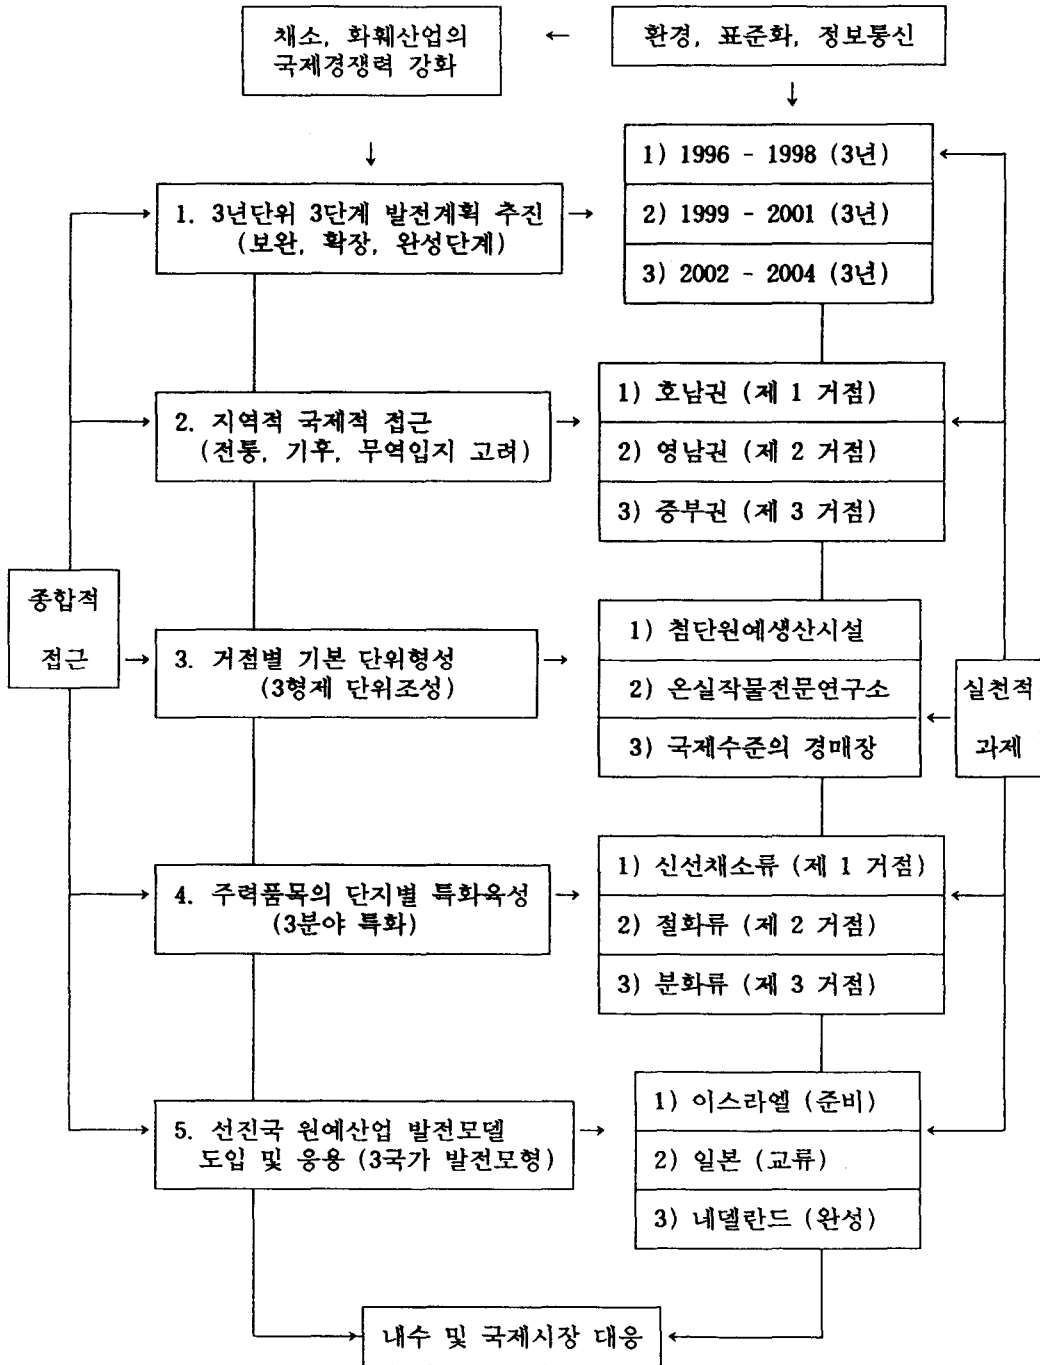 채소, 화훼산업의
국제경쟁력 강화
←
환경, 표준화, 정보통신
↓
↓
1. 3년단위 3단계 발전계획 추진
(보완, 확장, 완성단계)
→
1) 1996 - 1998 (3년)
2) 1999 - 2001 (3년)
3) 2002 - 2004 (3년)
2. 지역적 국제적 접근
(전통, 기후, 무역입지 고려)
→
1) 호남권 (제 1 거점)
2) 영남권 (제 2 거점)
3) 중부권 (제 3 거점)
종합적
접근
3. 거점별 기본 단위형성
(3형제 단위조성)
→
1) 첨단원예생산시설
2) 온실작물전문연구소
3) 국제수준의 경매장
실천적
과제
4. 주력품목의 단지별 특화육성
(3분야 특화)
→
1) 신선채소류 (제 1 거점)
2) 절화류 (제 2 거점)
3) 분화류 (제 3 거점)
5. 선진국 원예산업 발전모델
도입 및 응용 (3국가 발전모형)
→
1) 이스라엘 (준비)
2) 일본 (교류)
3) 네델란드 (완성)
내수 및 국제시장 대응